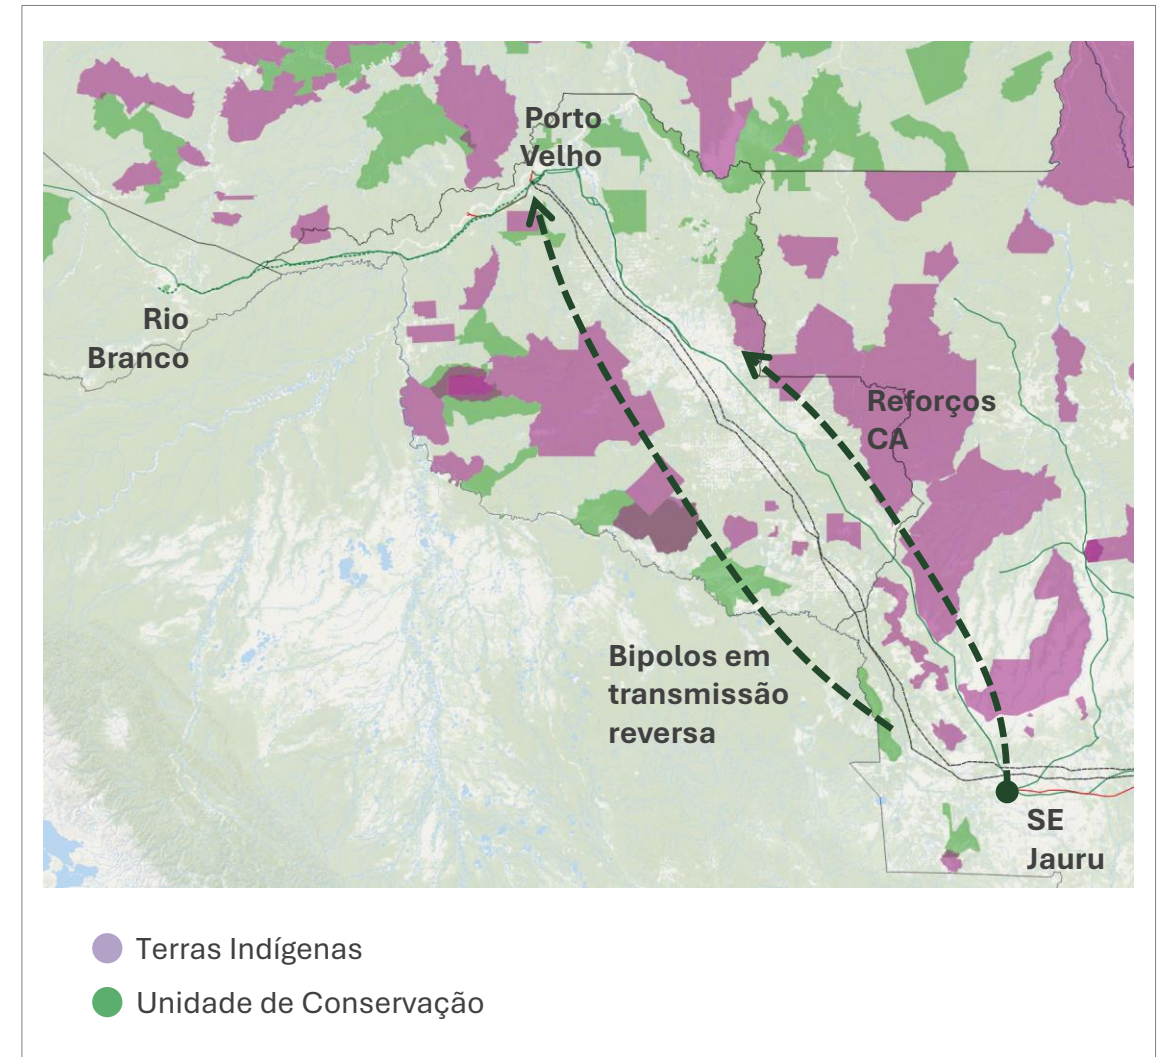 Porto
Velho
Rio
Branco
Reforços
CA
Bipolos em
transmissão
reversa
SE
Jauru
Terras Indígenas
Unidade de Conservação